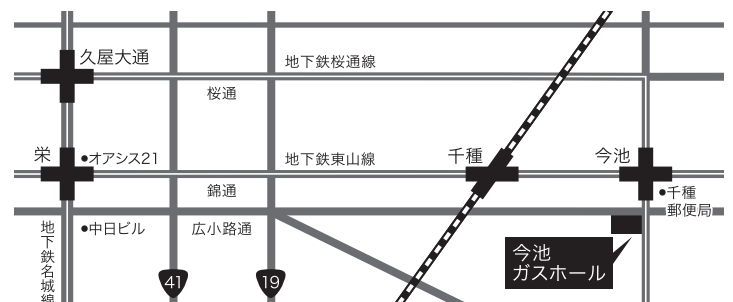 久屋大通
地下鉄桜通線
桜通
栄
オアシス21
地下鉄東山線
千種
今池
錦通
千種
郵便局
地下鉄名城線
中日ビル
広小路通
今池
ガスホール
41
19